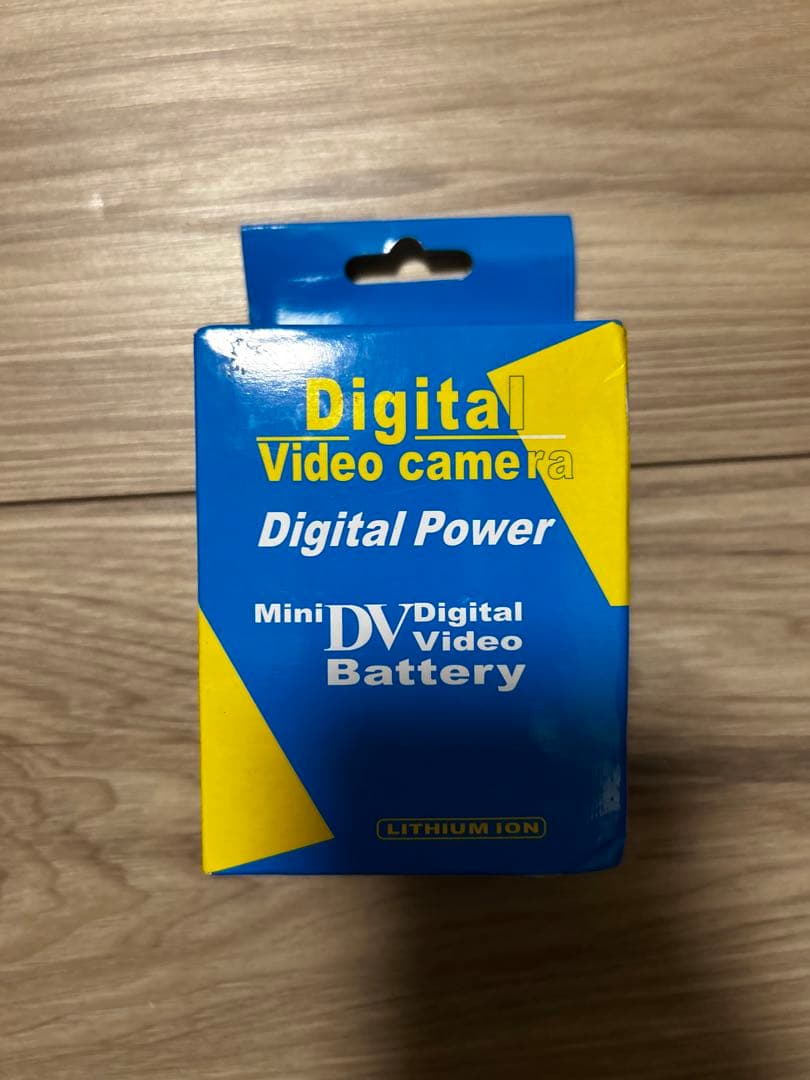 Digital
Video camera
Digital Power
Mini DV Digital
Video
Battery
LITHIUM ION